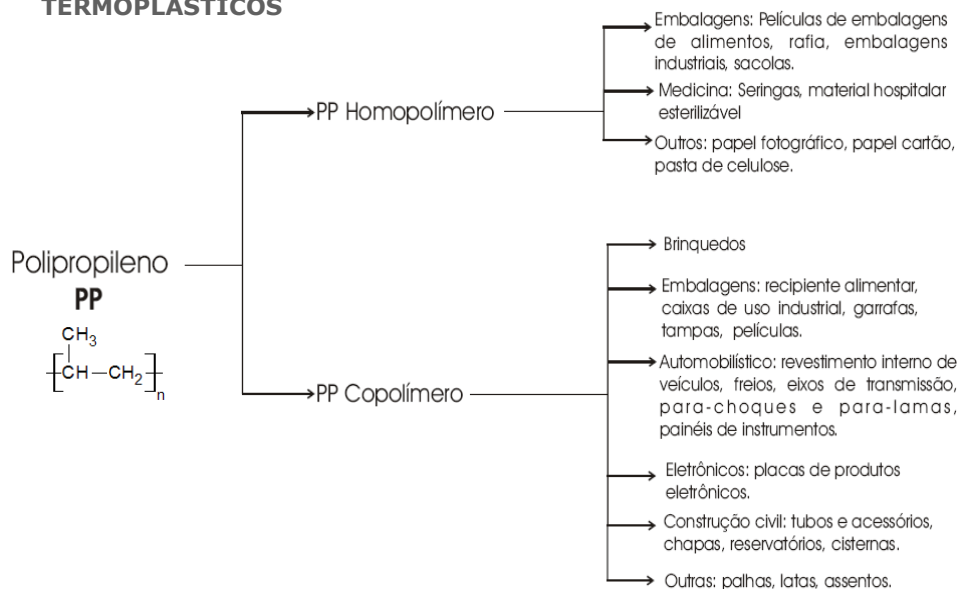 TERMOPLÁSTICOS
Embalagens: Películas de embalagens
de alimentos, rafia, embalagens
industriais, sacolas.
PP Homopolímero
Medicina: Seringas, material hospitalar
esterilizável
Outros: papel fotográfico, papel cartão,
pasta de celulose.
Polipropileno
PP
CH3
CH—CH2
n
PP Copolímero
Brinquedos
Embalagens: recipiente alimentar,
caixas de uso industrial, garrafas,
tampas, películas.
Automobilístico: revestimento interno de
veículos, freios, eixos de transmissão,
para-choques e para-lamas,
painéis de instrumentos.
Eletrônicos: placas de produtos
eletrônicos.
Construção civil: tubos e acessórios,
chapas, reservatórios, cisternas.
Outras: palhas, latas, assentos.